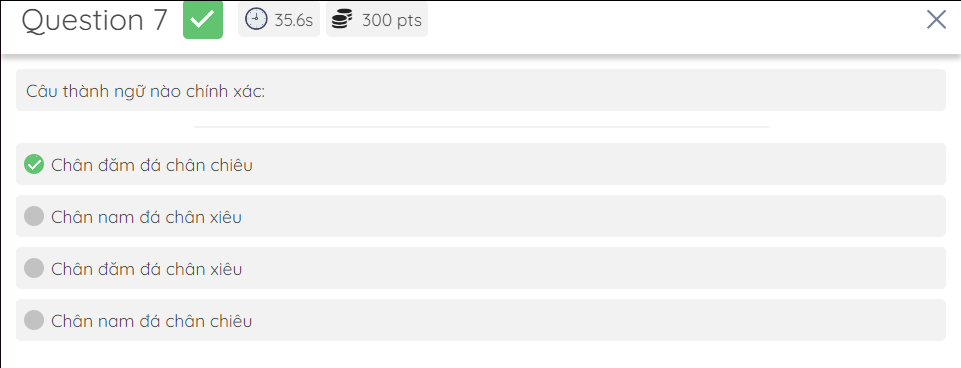 Question 7 35.6s 300 pts
Câu thành ngữ nào chính xác:
Chân đăm đá chân chiêu
Chân nam đá chân xiêu
Chân đăm đá chân xiêu
Chân nam đá chân chiêu